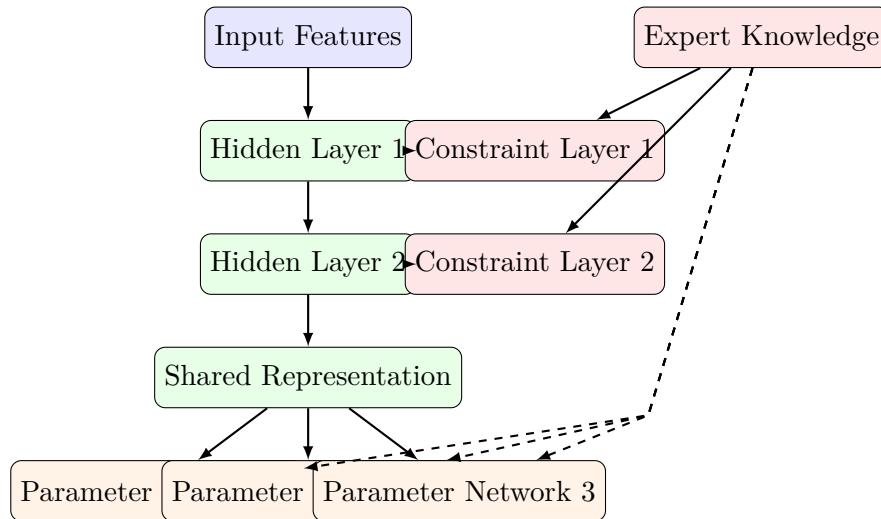 Input Features
Expert Knowledge
Hidden Layer 1
Constraint Layer 1
Hidden Layer 2
Constraint Layer 2
Shared Representation
Parameter
Parameter
Parameter Network 3